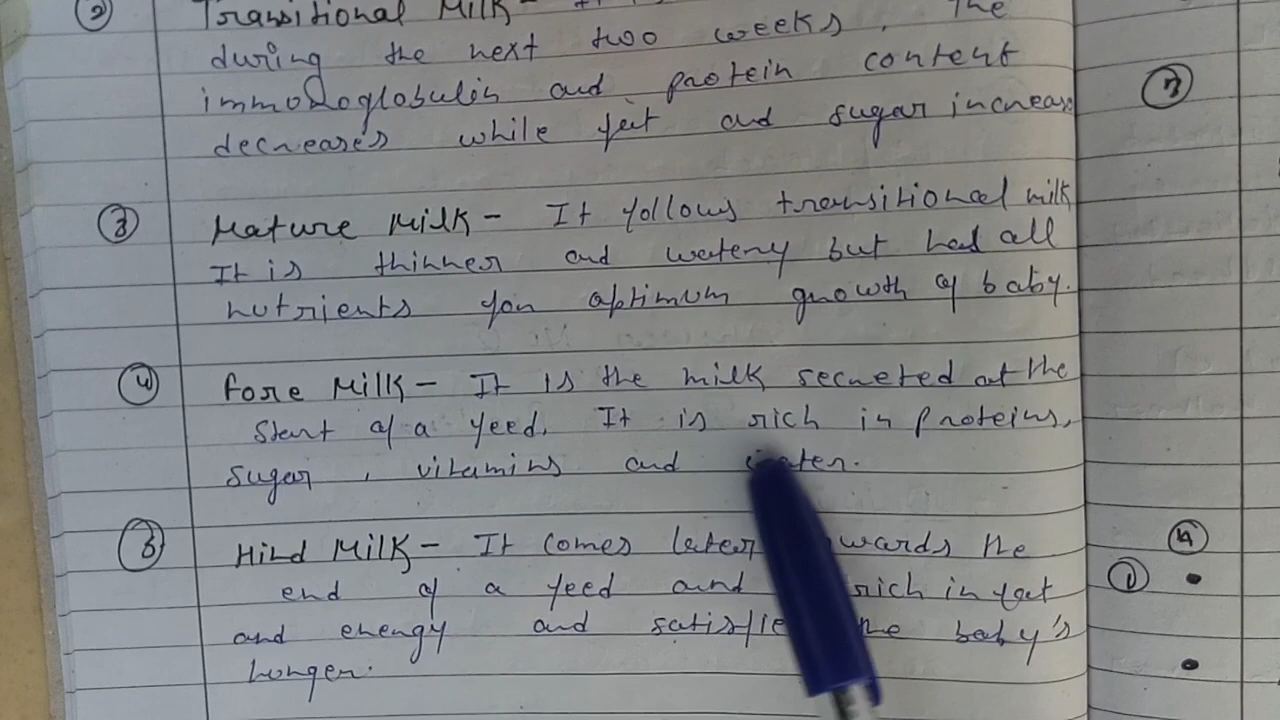 ② Transitional Milk -
during the next two weeks. The
immunoglobulin and protein content
decreases while fat and sugar increase
③ Mature Milk - It follows transitional milk
It is thinner and watery but had all
nutrients for optimum growth of baby.
④ Fore Milk - It is the milk secreted at the
start of a feed. It is rich in proteins,
sugar, vitamins and water.
⑤ Hind Milk - It comes later the
end of a feed and rich in fat
and energy and the baby's
hunger.
④
①